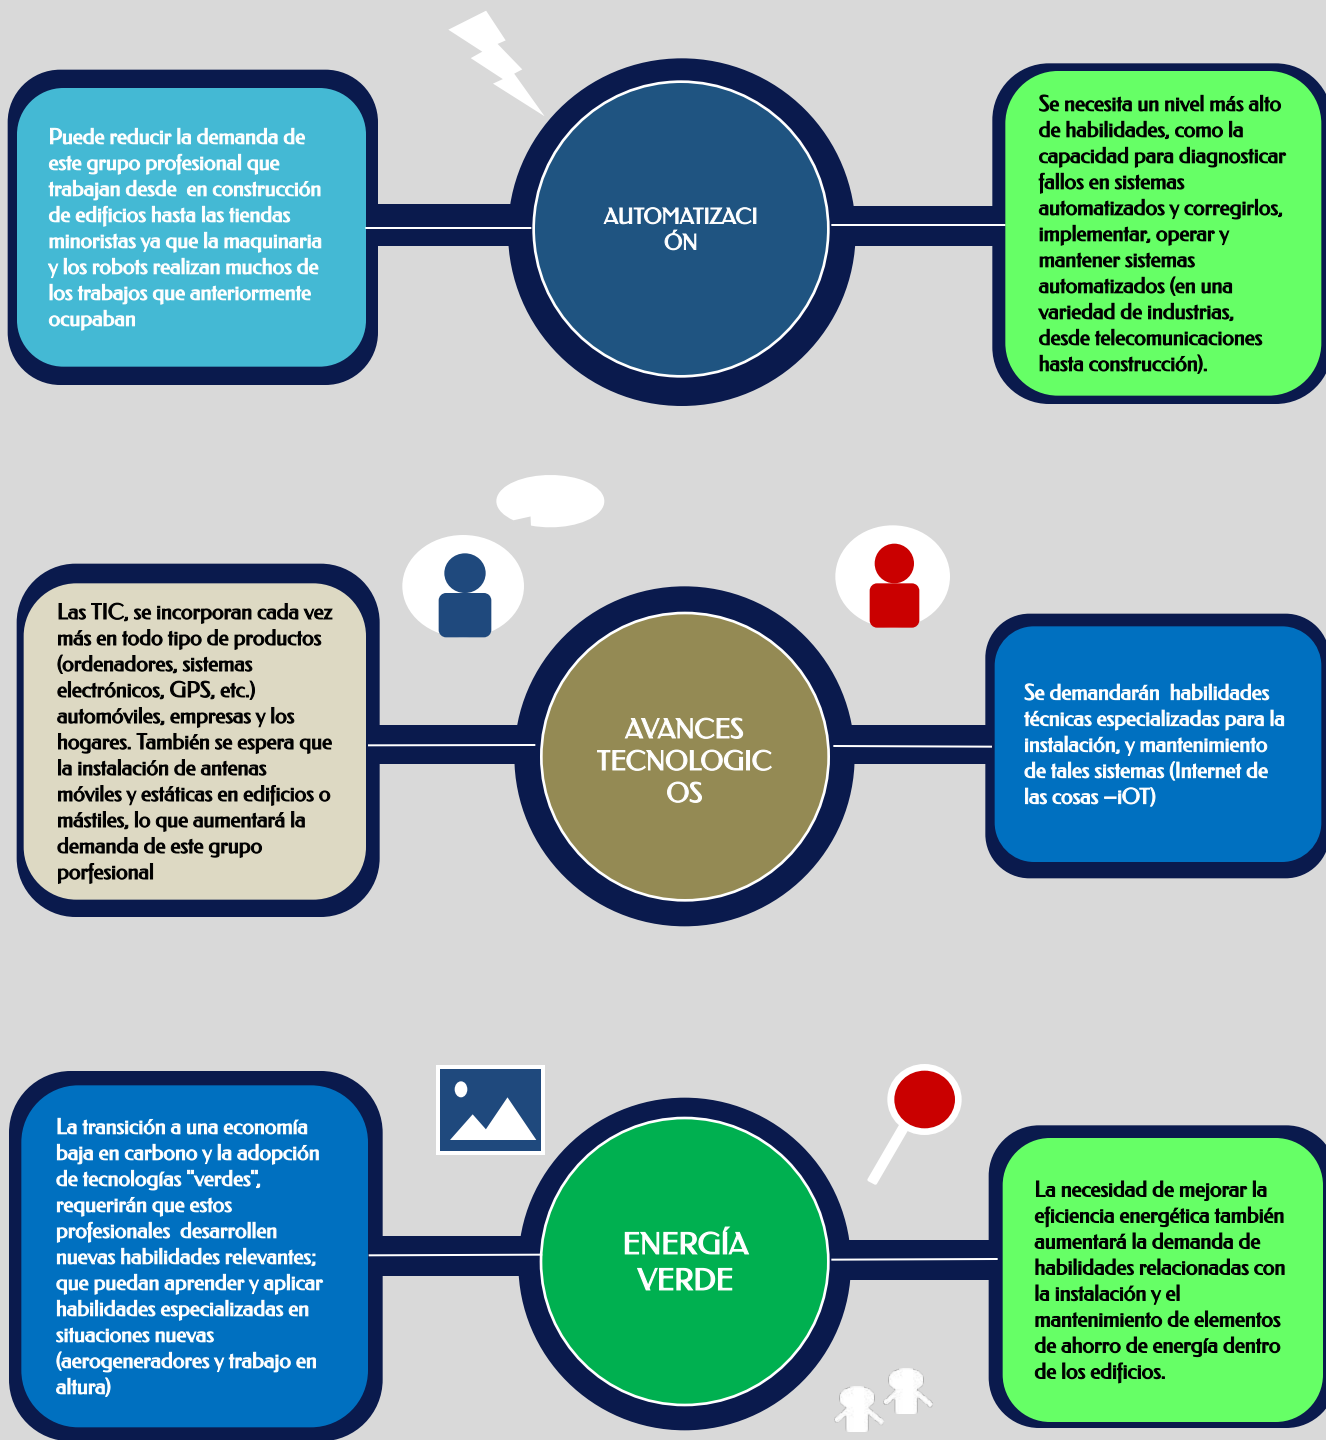 Puede reducir la demanda de
este grupo profesional que
trabajan desde en construcción
de edificios hasta las tiendas
minoristas ya que la maquinaria
y los robots realizan muchos de
los trabajos que anteriormente
ocupaban
AUTOMATIZACI
ÓN
Se necesita un nivel más alto
de habilidades, como la
capacidad para diagnosticar
fallos en sistemas
automatizados y corregirlos,
implementar, operar y
mantener sistemas
automatizados (en una
variedad de industrias,
desde telecomunicaciones
hasta construcción).
Las TIC, se incorporan cada vez
más en todo tipo de productos
(ordenadores, sistemas
electrónicos, GPS, etc.)
automóviles, empresas y los
hogares. También se espera que
la instalación de antenas
móviles y estáticas en edificios o
mástiles, lo que aumentará la
demanda de este grupo
porfesional
AVANCES
TECNOLOGIC
OS
Se demandarán habilidades
técnicas especializadas para la
instalación, y mantenimiento
de tales sistemas (Internet de
las cosas –iOT)
La transición a una economía
baja en carbono y la adopción
de tecnologías "verdes",
requerirán que estos
profesionales desarrollen
nuevas habilidades relevantes;
que puedan aprender y aplicar
habilidades especializadas en
situaciones nuevas
(aerogeneradores y trabajo en
altura)
ENERGÍA
VERDE
La necesidad de mejorar la
eficiencia energética también
aumentará la demanda de
habilidades relacionadas con
la instalación y el
mantenimiento de elementos
de ahorro de energía dentro
de los edificios.